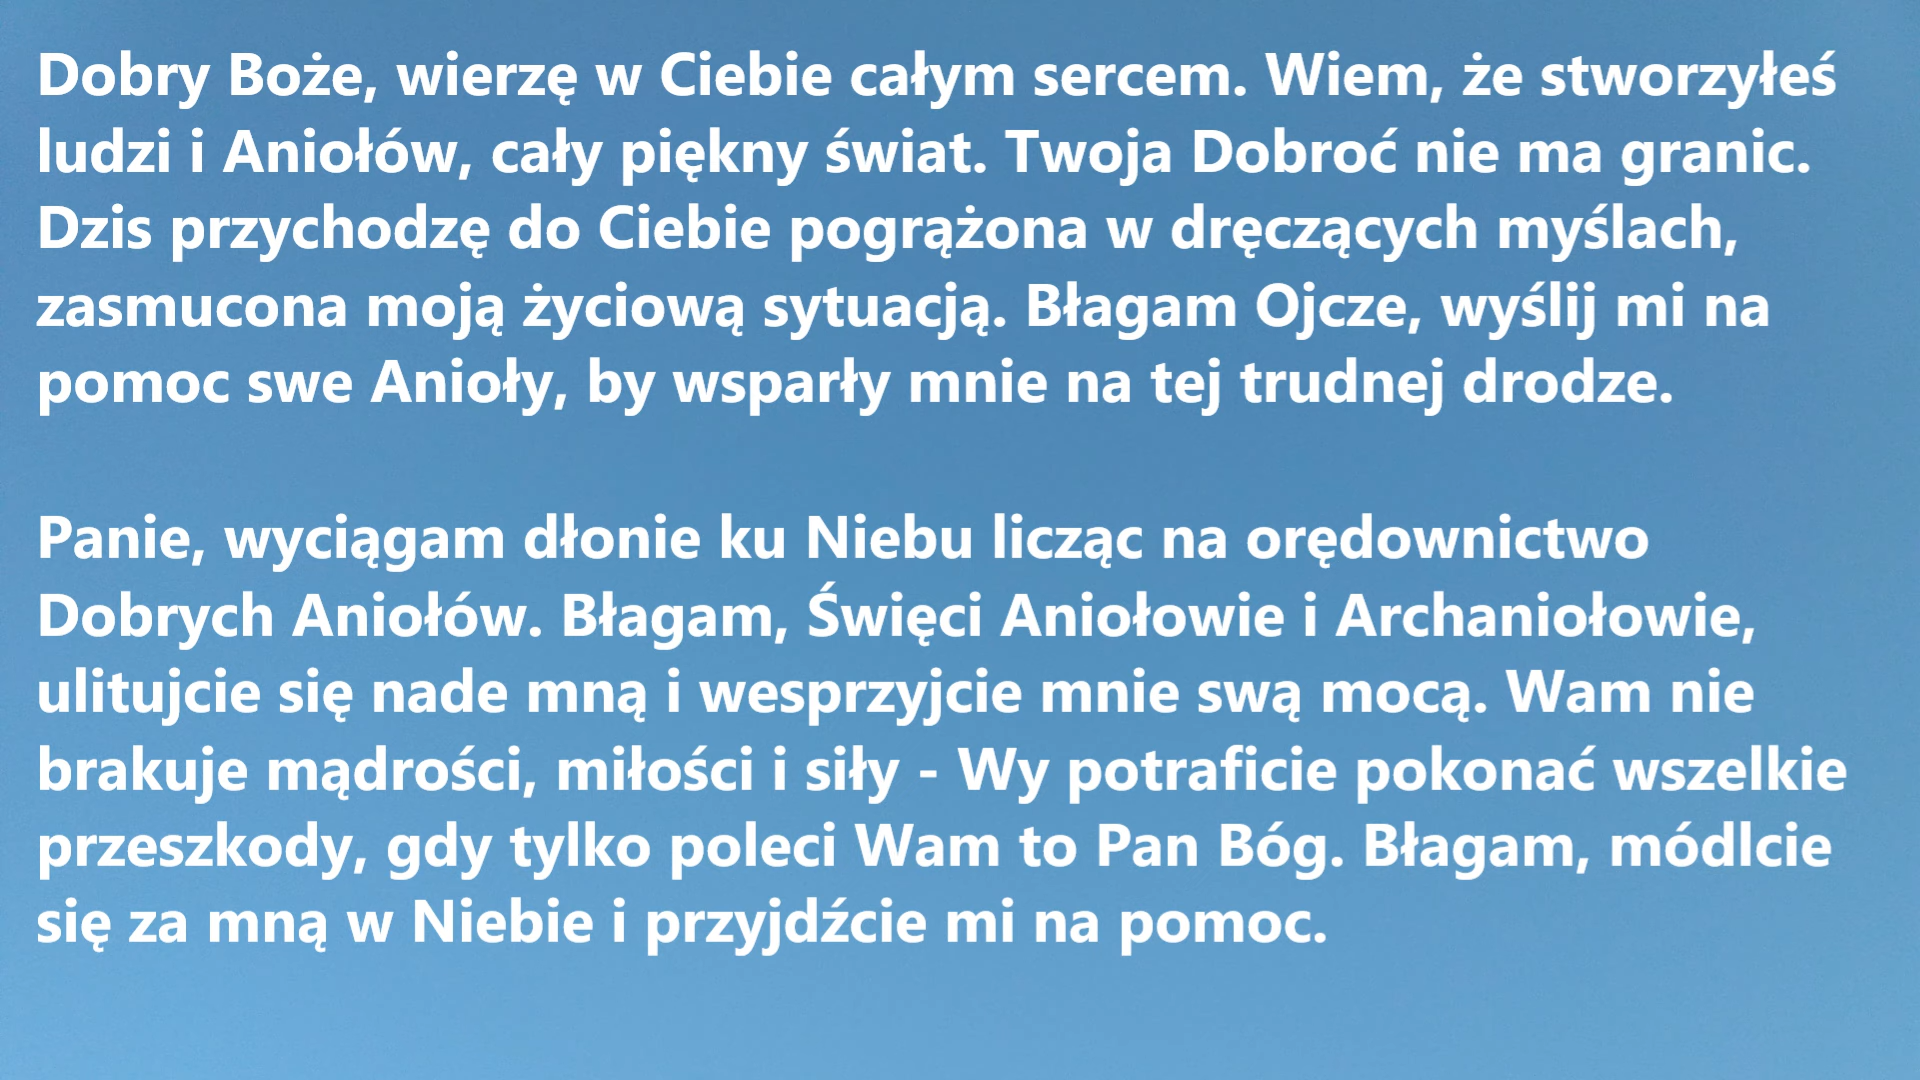 Dobry Boże, wierzę w Ciebie całym sercem. Wiem, że stworzyłeś
ludzi i Aniołów, cały piękny świat. Twoja Dobroć nie ma granic.
Dzis przychodzę do Ciebie pogrążona w dręczących myślach,
zasmucona moją życiową sytuacją. Błagam Ojcze, wyślij mi na
pomoc swe Anioły, by wsparły mnie na tej trudnej drodze.
Panie, wyciągam dłonie ku Niebu licząc na orędownictwo
Dobrych Aniołów. Błagam, Święci Aniołowie i Archaniołowie,
ulitujcie się nade mną i wesprzyjcie mnie swą mocą. Wam nie
brakuje mądrości, miłości i siły - Wy potraficie pokonać wszelkie
przeszkody, gdy tylko poleci Wam to Pan Bóg. Błagam, módlcie
się za mną w Niebie i przyjdźcie mi na pomoc.